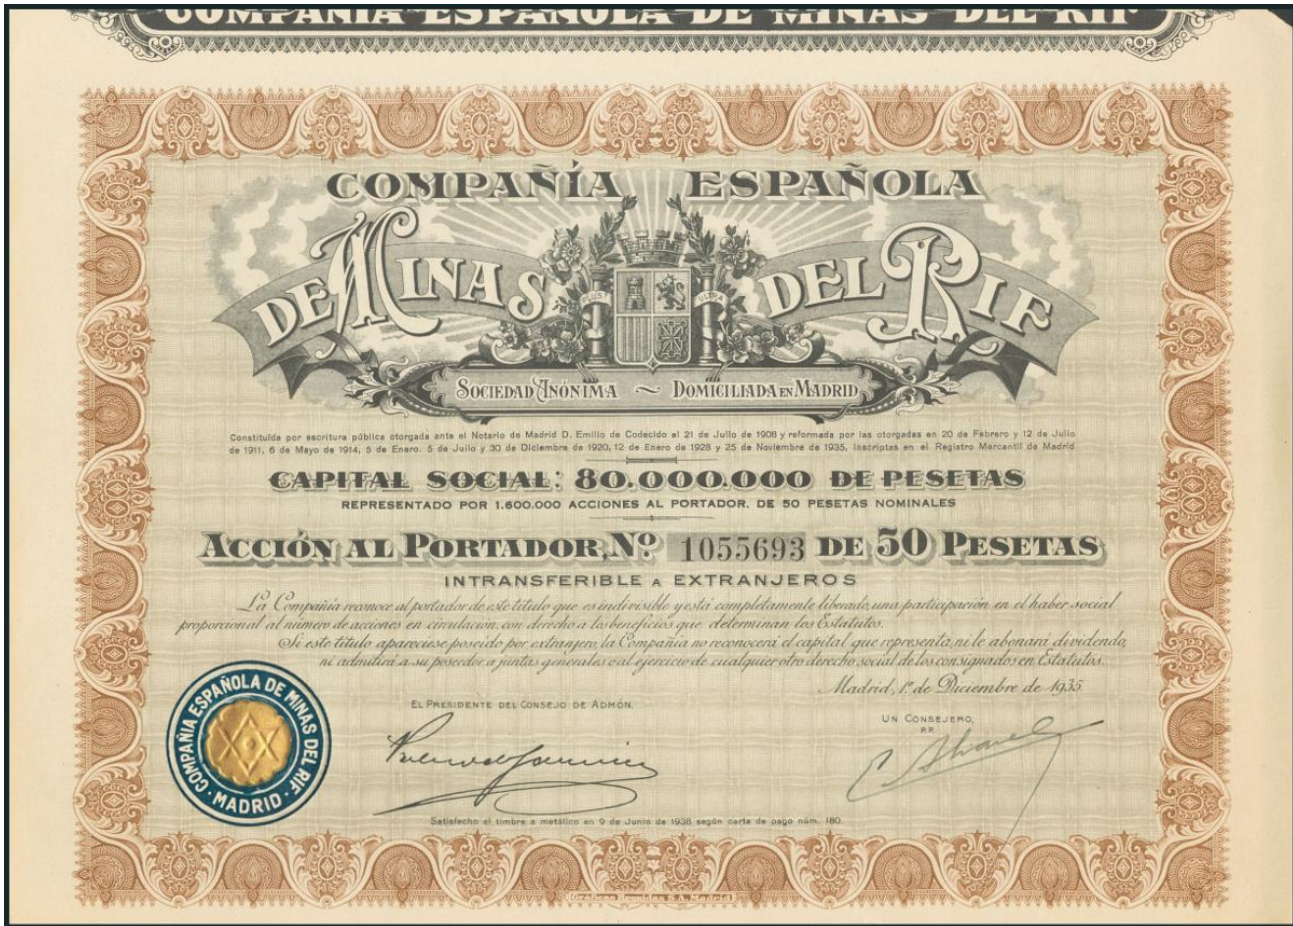 COMPAÑIA ESPAÑOLA DE MINAS DEL RIF
COMPAÑÍA ESPAÑOLA
DE MINAS DEL RIF
PLUS ULTRA
SOCIEDAD ANÓNIMA ~ DOMICILIADA EN MADRID
Constituida por escritura pública otorgada ante el Notario de Madrid D. Emilio de Codecido el 21 de Julio de 1908 y reformada por las otorgadas en 20 de Febrero y 12 de Julio
de 1911, 6 de Mayo de 1914, 5 de Enero, 5 de Julio y 30 de Diciembre de 1920, 12 de Enero de 1928 y 25 de Noviembre de 1935, inscriptas en el Registro Mercantil de Madrid
CAPITAL SOCIAL: 80.000.000 DE PESETAS
REPRESENTADO POR 1.600.000 ACCIONES AL PORTADOR, DE 50 PESETAS NOMINALES
ACCIÓN AL PORTADOR, Nº 1055693 DE 50 PESETAS
INTRANSFERIBLE A EXTRANJEROS
La Compañia reconoce al portador de este titulo que es indivisible y está completamente liberado, una participación en el haber social
proporcional al número de acciones en circulación, con derecho a los beneficios que determinan los Estatutos.
Si este titulo apareciese poseido por extranjero, la Compañia no reconocerá el capital que representa, ni le abonará dividendo,
ni admitirá a su poseedor a juntas generales o al ejercicio de cualquier otro derecho social de los consignados en Estatutos.
Madrid, 1º de Diciembre de 1935
EL PRESIDENTE DEL CONSEJO DE ADMÓN.
UN CONSEJERO,
P.P.
COMPAÑIA ESPAÑOLA DE MINAS DEL RIF · MADRID ·
Satisfecho el timbre a metálico en 9 de Junio de 1936 según carta de pago núm. 180.